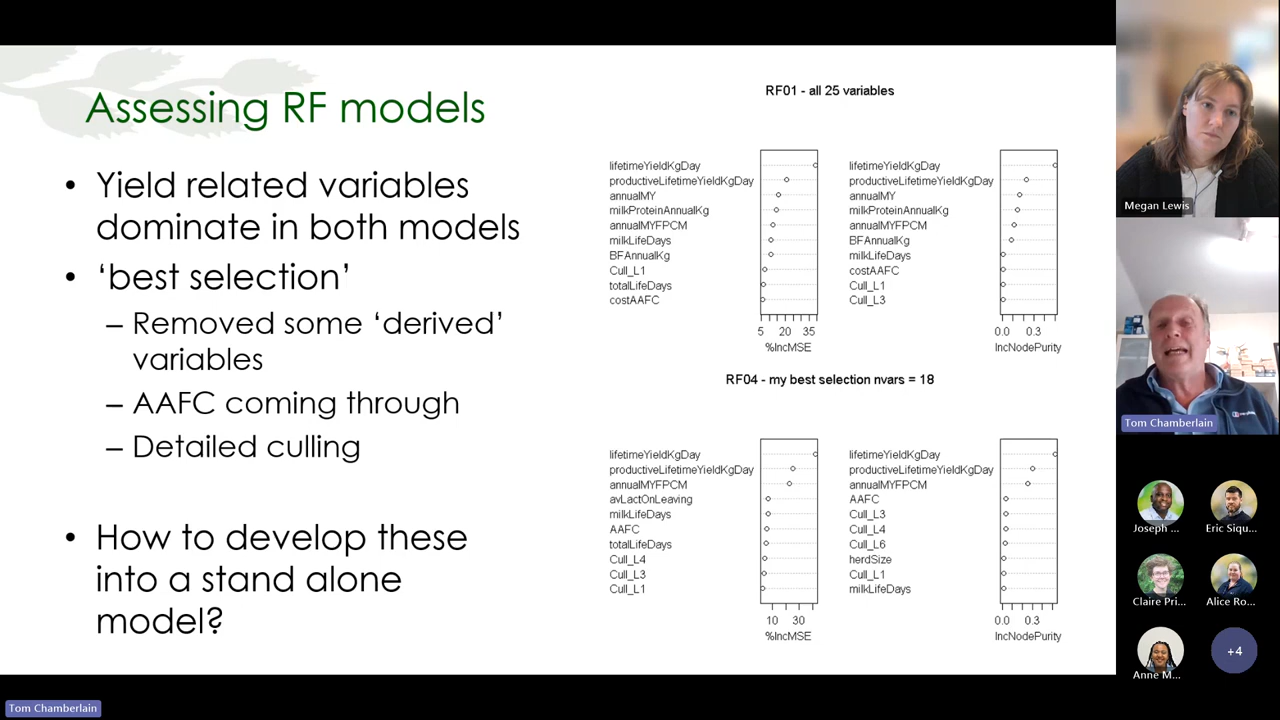 Assessing RF models
• Yield related variables
dominate in both models
• ‘best selection’
– Removed some ‘derived’
variables
– AAFC coming through
– Detailed culling
• How to develop these
into a stand alone
model?
RF01 - all 25 variables
lifetimeYieldKgDay
productiveLifetimeYieldKgDay
annualMY
milkProteinAnnualKg
annualMYFPCM
milkLifeDays
BFAnnualKg
Cull_L1
totalLifeDays
costAAFC
5 20 35
%IncMSE
lifetimeYieldKgDay
productiveLifetimeYieldKgDay
annualMY
milkProteinAnnualKg
annualMYFPCM
BFAnnualKg
milkLifeDays
costAAFC
Cull_L1
Cull_L3
0.0 0.3
IncNodePurity
RF04 - my best selection nvars = 18
lifetimeYieldKgDay
productiveLifetimeYieldKgDay
annualMYFPCM
avLactOnLeaving
milkLifeDays
AAFC
totalLifeDays
Cull_L4
Cull_L3
Cull_L1
10 30
%IncMSE
lifetimeYieldKgDay
productiveLifetimeYieldKgDay
annualMYFPCM
AAFC
Cull_L3
Cull_L4
Cull_L6
herdSize
Cull_L1
milkLifeDays
0.0 0.3
IncNodePurity
Megan Lewis
Tom Chamberlain
Joseph ...
Eric Siqu...
Claire Pri...
Alice Ro...
Anne M...
+4
Tom Chamberlain